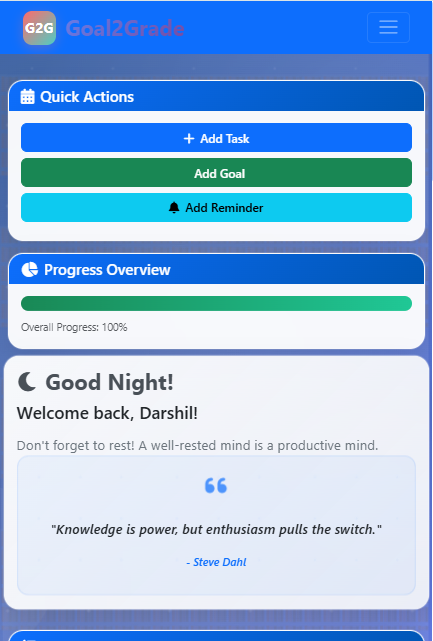 G2G Goal2Grade
Quick Actions
+ Add Task
Add Goal
Add Reminder
Progress Overview
Overall Progress: 100%
Good Night!
Welcome back, Darshil!
Don't forget to rest! A well-rested mind is a productive mind.
"Knowledge is power, but enthusiasm pulls the switch."
- Steve Dahl